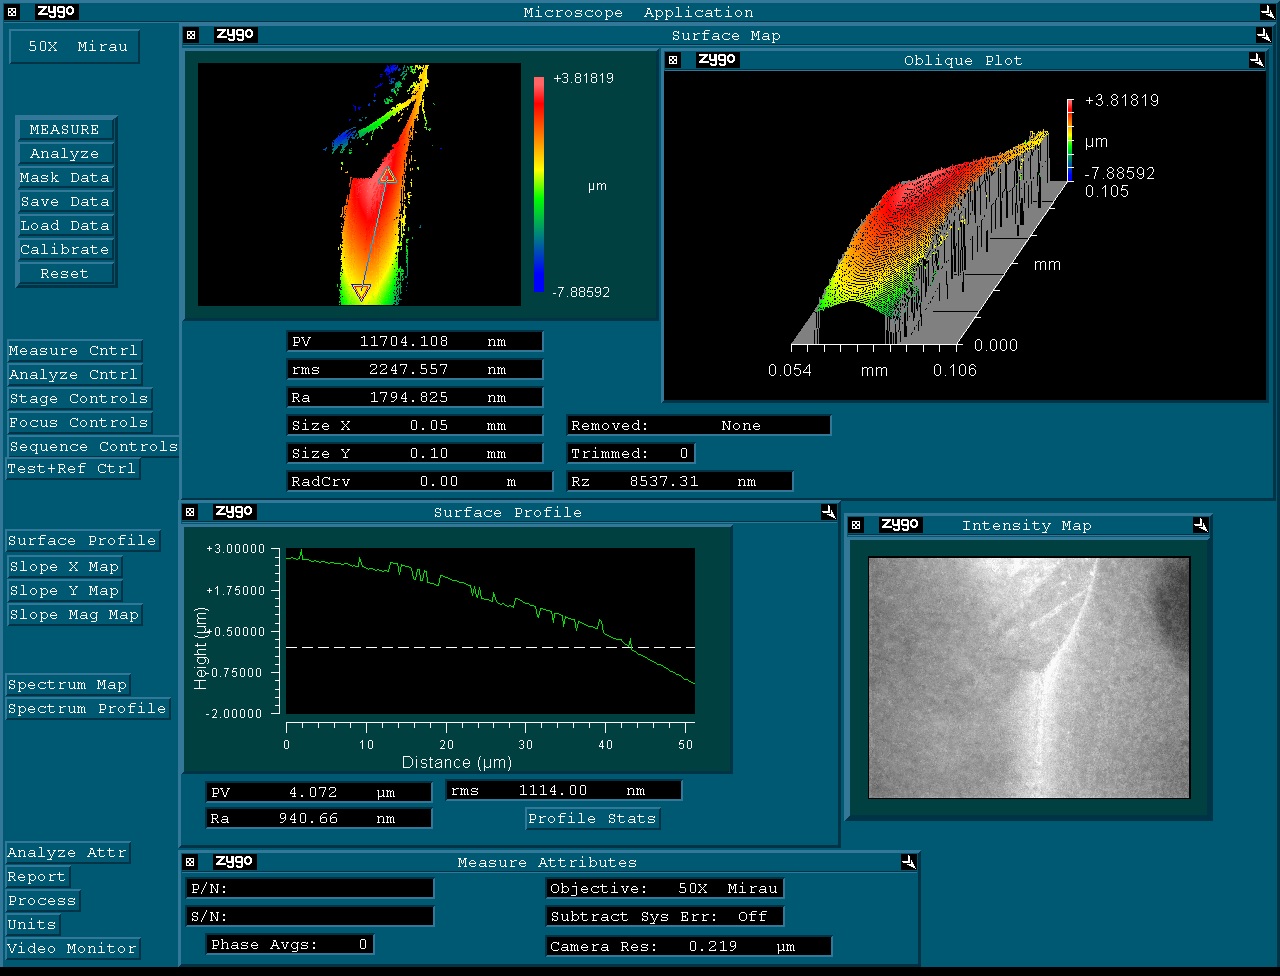 zygo Microscope Application
50X Mirau
MEASURE
Analyze
Mask Data
Save Data
Load Data
Calibrate
Reset
Measure Cntrl
Analyze Cntrl
Stage Controls
Focus Controls
Sequence Controls
Test+Ref Ctrl
Surface Profile
Slope X Map
Slope Y Map
Slope Mag Map
Spectrum Map
Spectrum Profile
Analyze Attr
Report
Process
Units
Video Monitor
zygo Surface Map
+3.81819
µm
-7.88592
zygo Oblique Plot
+3.81819
µm
-7.88592
0.105
mm
0.000
0.054 mm 0.106
PV 11704.108 nm
rms 2247.557 nm
Ra 1794.825 nm
Size X 0.05 mm
Size Y 0.10 mm
RadCrv 0.00 m
Removed: None
Trimmed: 0
Rz 8537.31 nm
zygo Surface Profile
+3.00000
+1.75000
+0.50000
-0.75000
-2.00000
Height (µm)
0 10 20 30 40 50
Distance (µm)
PV 4.072 µm
rms 1114.00 nm
Ra 940.66 nm
Profile Stats
zygo Intensity Map
zygo Measure Attributes
P/N:
S/N:
Phase Avgs: 0
Objective: 50X Mirau
Subtract Sys Err: Off
Camera Res: 0.219 µm